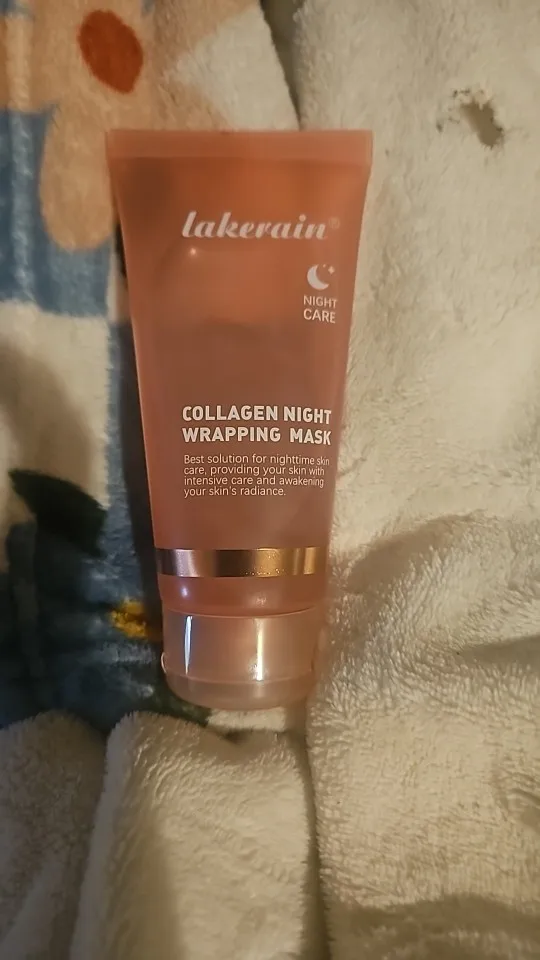 lakerain®
NIGHT
CARE
COLLAGEN NIGHT
WRAPPING MASK
Best solution for nighttime skin
care, providing your skin with
intensive care and awakening
your skin's radiance.